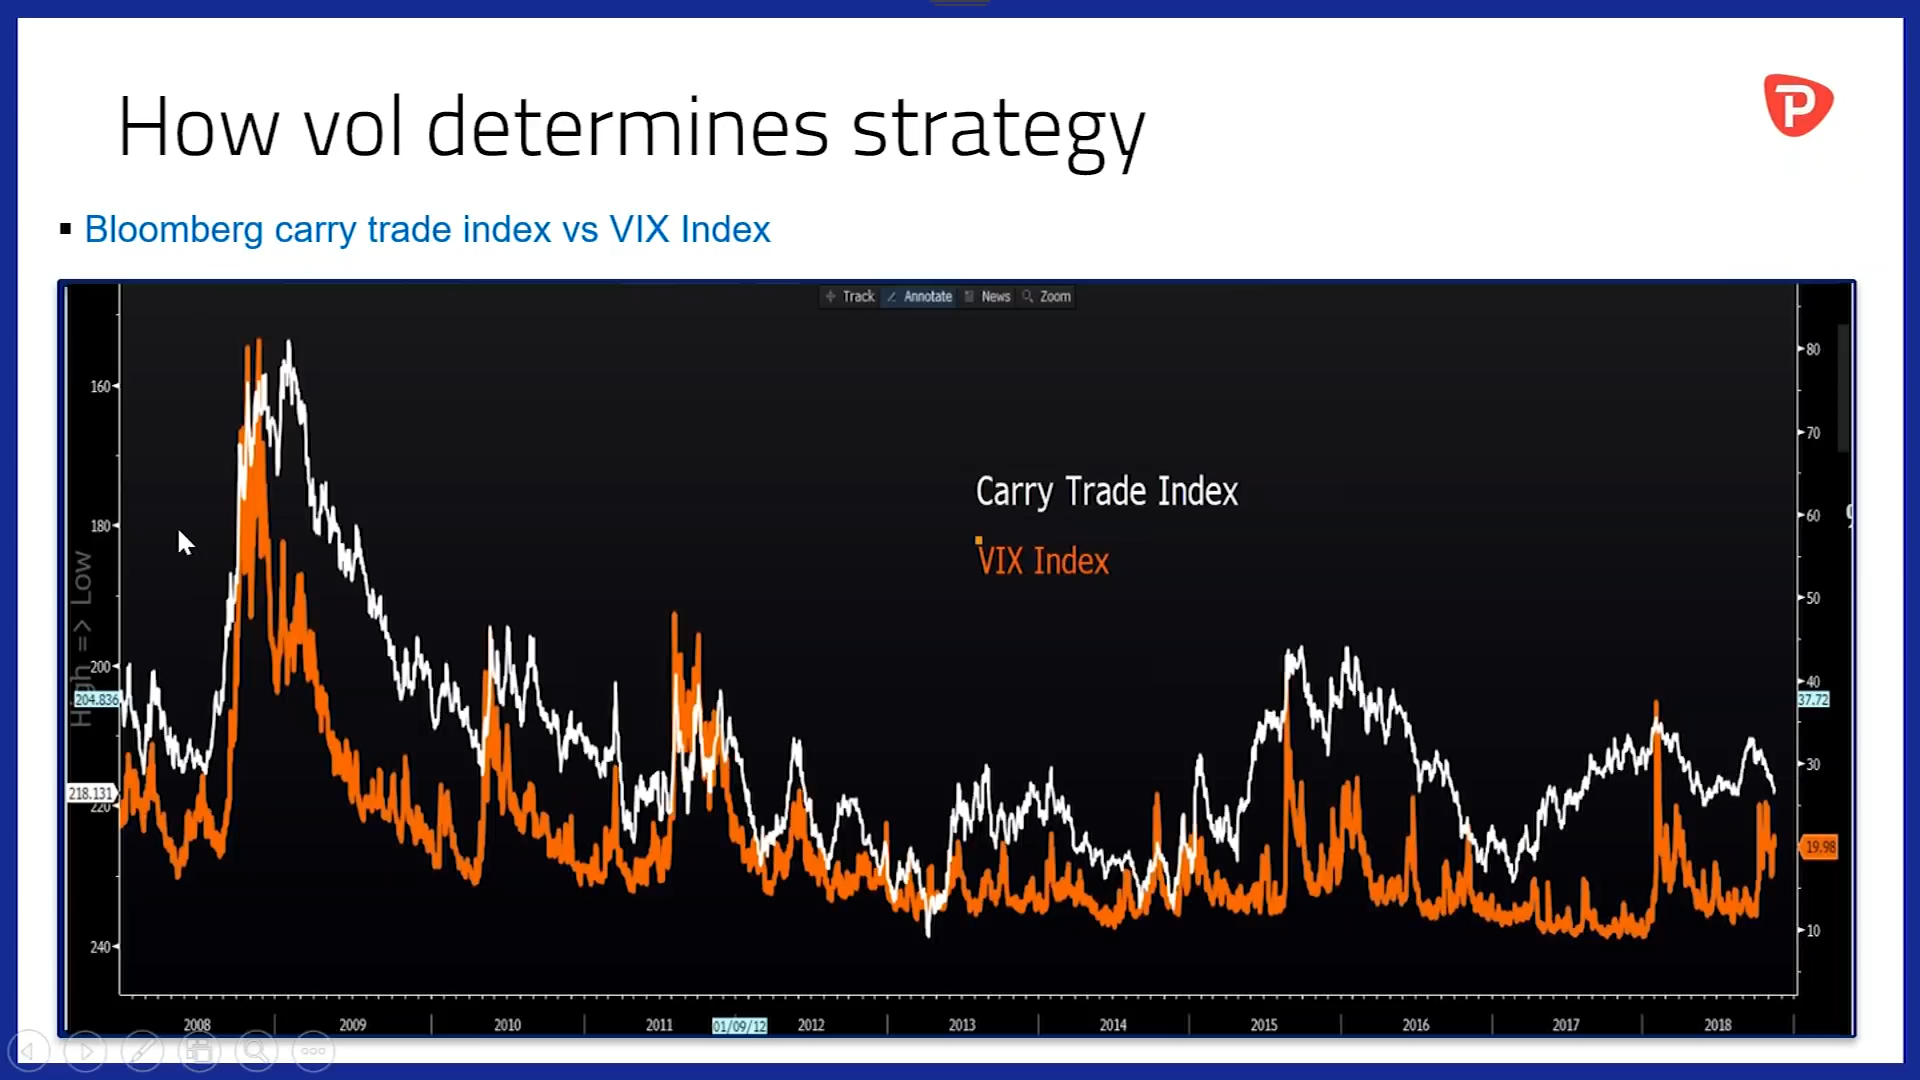 How vol determines strategy
P
▪ Bloomberg carry trade index vs VIX Index
Track Annotate News Zoom
Carry Trade Index
VIX Index
High => Low
160
180
200
204.836
218.131
220
240
80
70
60
50
40
37.72
30
19.98
10
2008 2009 2010 2011 01/09/12 2012 2013 2014 2015 2016 2017 2018